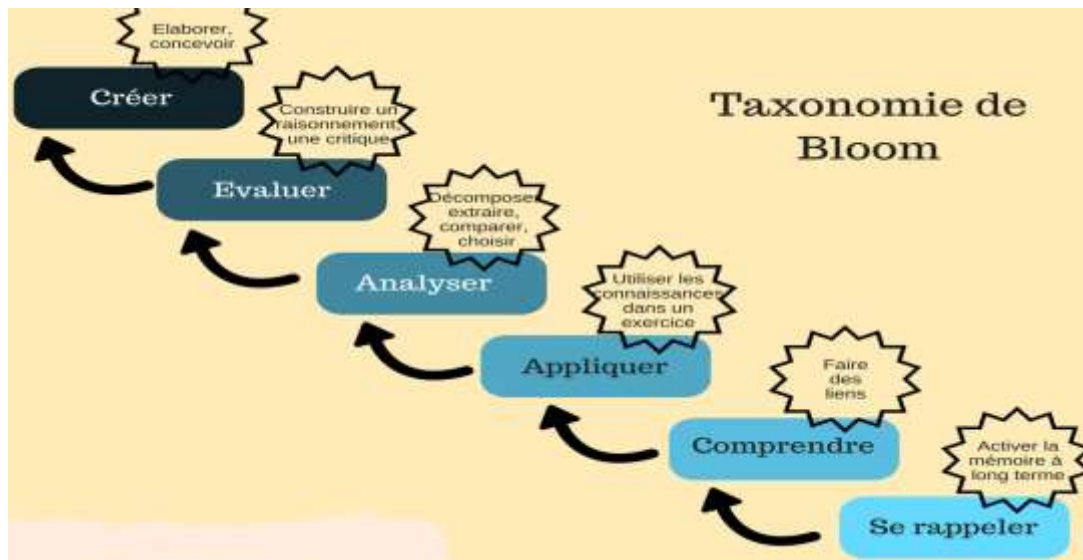 Elaborer,
concevoir
Créer
Construire un
raisonnement,
une critique
Taxonomie de
Bloom
Evaluer
Décomposer,
extraire,
comparer,
choisir
Analyser
Utiliser les
connaissances
dans un
exercice
Appliquer
Faire
des
liens
Comprendre
Activer la
mémoire à
long terme
Se rappeler